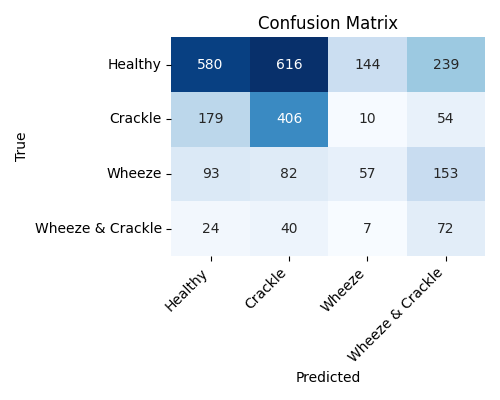 Confusion Matrix
True
Healthy 580 616 144 239
Crackle 179 406 10 54
Wheeze 93 82 57 153
Wheeze & Crackle 24 40 7 72
Healthy Crackle Wheeze Wheeze & Crackle
Predicted